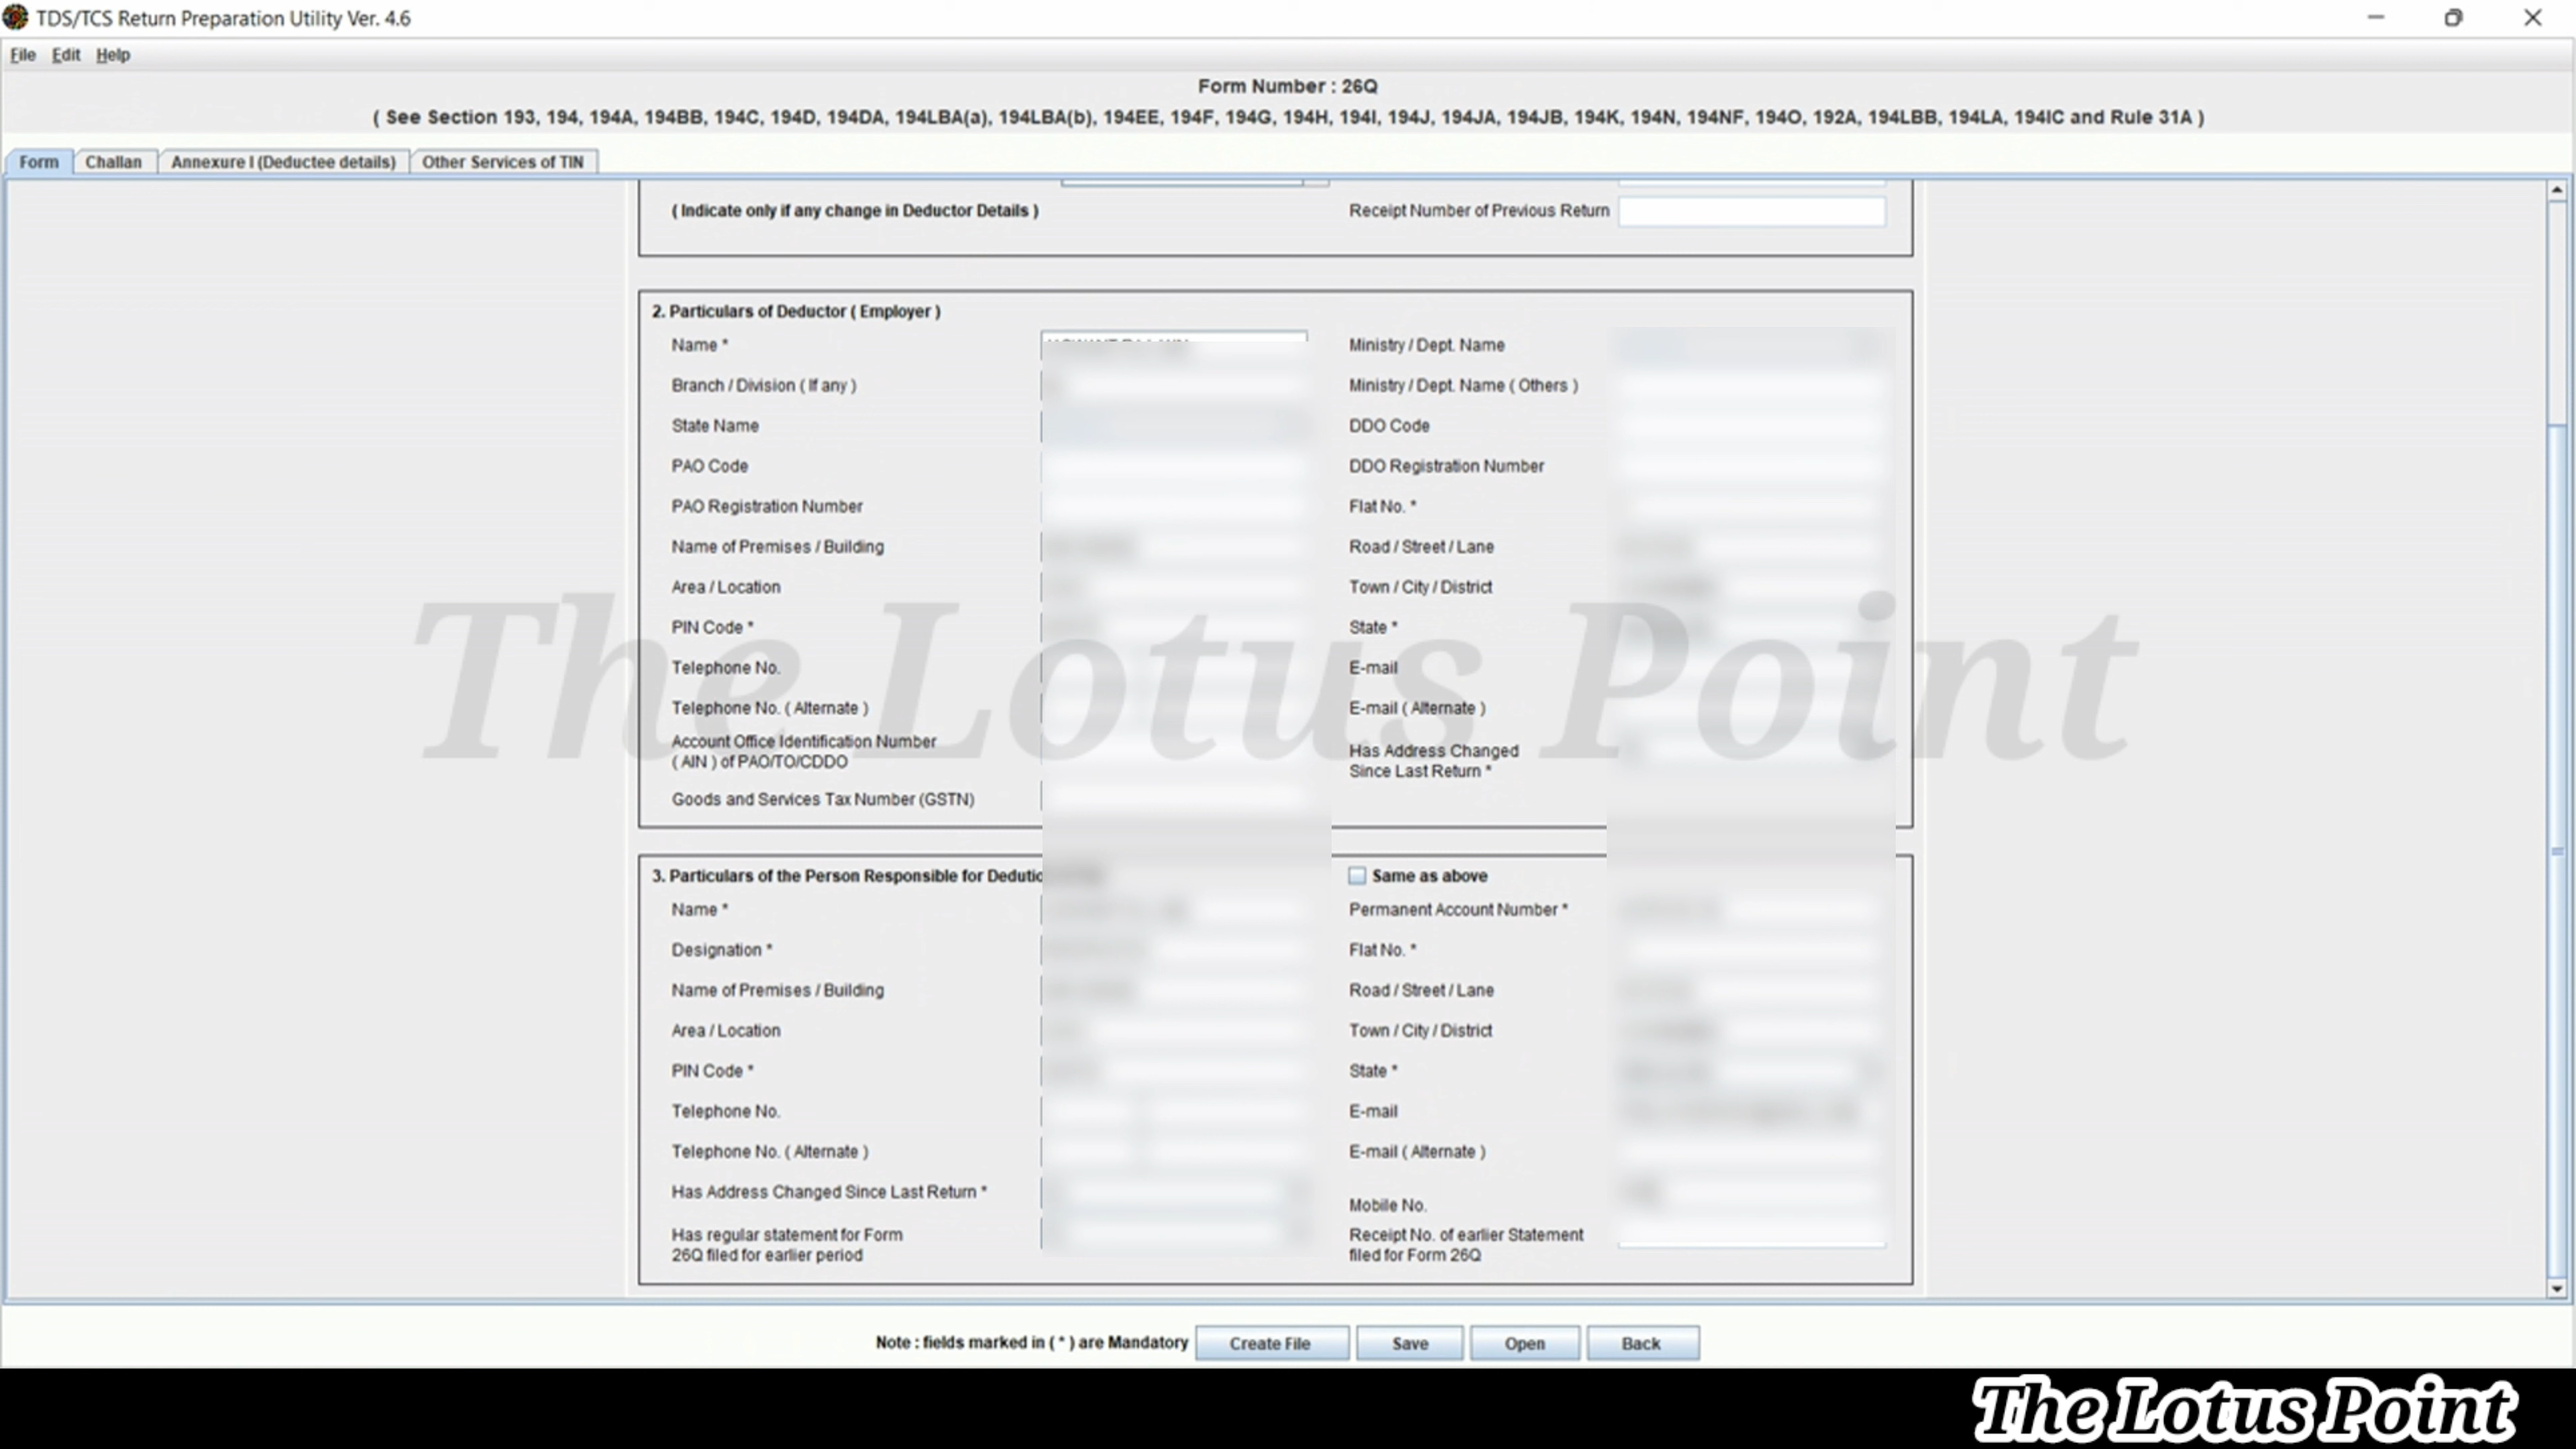 TDS/TCS Return Preparation Utility Ver. 4.6
File Edit Help
Form Number : 26Q
( See Section 193, 194, 194A, 194BB, 194C, 194D, 194DA, 194LBA(a), 194LBA(b), 194EE, 194F, 194G, 194H, 194I, 194J, 194JA, 194JB, 194K, 194N, 194NF, 194O, 192A, 194LBB, 194LA, 194IC and Rule 31A )
Form Challan Annexure I (Deductee details) Other Services of TIN
( Indicate only if any change in Deductor Details ) Receipt Number of Previous Return
2. Particulars of Deductor ( Employer )
Name * Ministry / Dept. Name
Branch / Division ( If any ) Ministry / Dept. Name ( Others )
State Name DDO Code
PAO Code DDO Registration Number
PAO Registration Number Flat No. *
Name of Premises / Building Road / Street / Lane
Area / Location Town / City / District
PIN Code * State *
Telephone No. E-mail
Telephone No. ( Alternate ) E-mail ( Alternate )
Account Office Identification Number
( AIN ) of PAO/TO/CDDO
Has Address Changed
Since Last Return *
Goods and Services Tax Number (GSTN)
The Lotus Point
3. Particulars of the Person Responsible for Dedutio Same as above
Name * Permanent Account Number *
Designation * Flat No. *
Name of Premises / Building Road / Street / Lane
Area / Location Town / City / District
PIN Code * State *
Telephone No. E-mail
Telephone No. ( Alternate ) E-mail ( Alternate )
Has Address Changed Since Last Return * Mobile No.
Has regular statement for Form
26Q filed for earlier period
Receipt No. of earlier Statement
filed for Form 26Q
Note : fields marked in ( * ) are Mandatory Create File Save Open Back
The Lotus Point